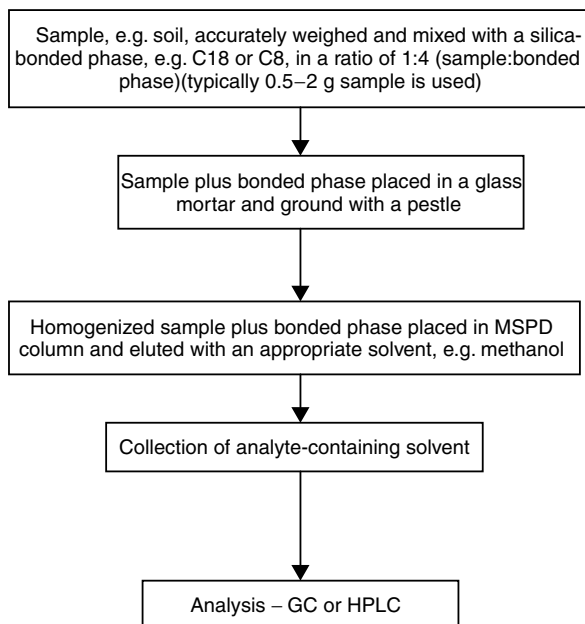 Sample, e.g. soil, accurately weighed and mixed with a silica-
bonded phase, e.g. C18 or C8, in a ratio of 1:4 (sample:bonded
phase)(typically 0.5–2 g sample is used)
Sample plus bonded phase placed in a glass
mortar and ground with a pestle
Homogenized sample plus bonded phase placed in MSPD
column and eluted with an appropriate solvent, e.g. methanol
Collection of analyte-containing solvent
Analysis – GC or HPLC